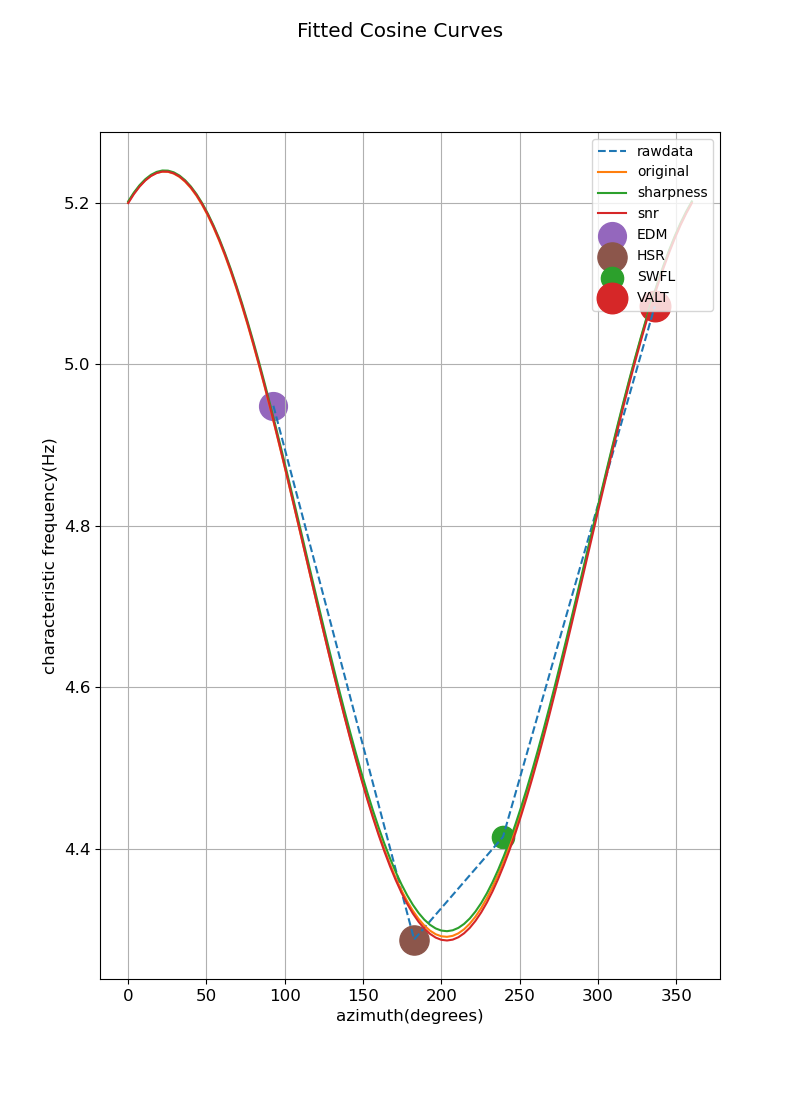 Fitted Cosine Curves
characteristic frequency(Hz)
5.2
5.0
4.8
4.6
4.4
rawdata
original
sharpness
snr
EDM
HSR
SWFL
VALT
0 50 100 150 200 250 300 350
azimuth(degrees)